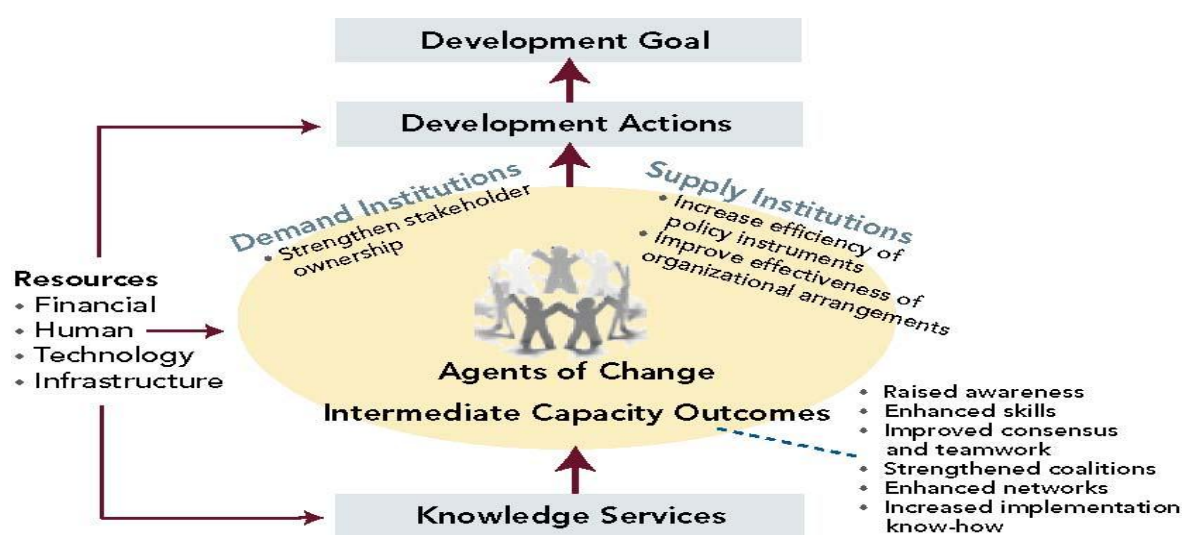 Development Goal
Development Actions
Demand Institutions
• Strengthen stakeholder
ownership
Supply Institutions
• Increase efficiency of
policy instruments
• Improve effectiveness of
organizational arrangements
Resources
• Financial
• Human
• Technology
• Infrastructure
Agents of Change
Intermediate Capacity Outcomes
• Raised awareness
• Enhanced skills
• Improved consensus
and teamwork
• Strengthened coalitions
• Enhanced networks
• Increased implementation
know-how
Knowledge Services